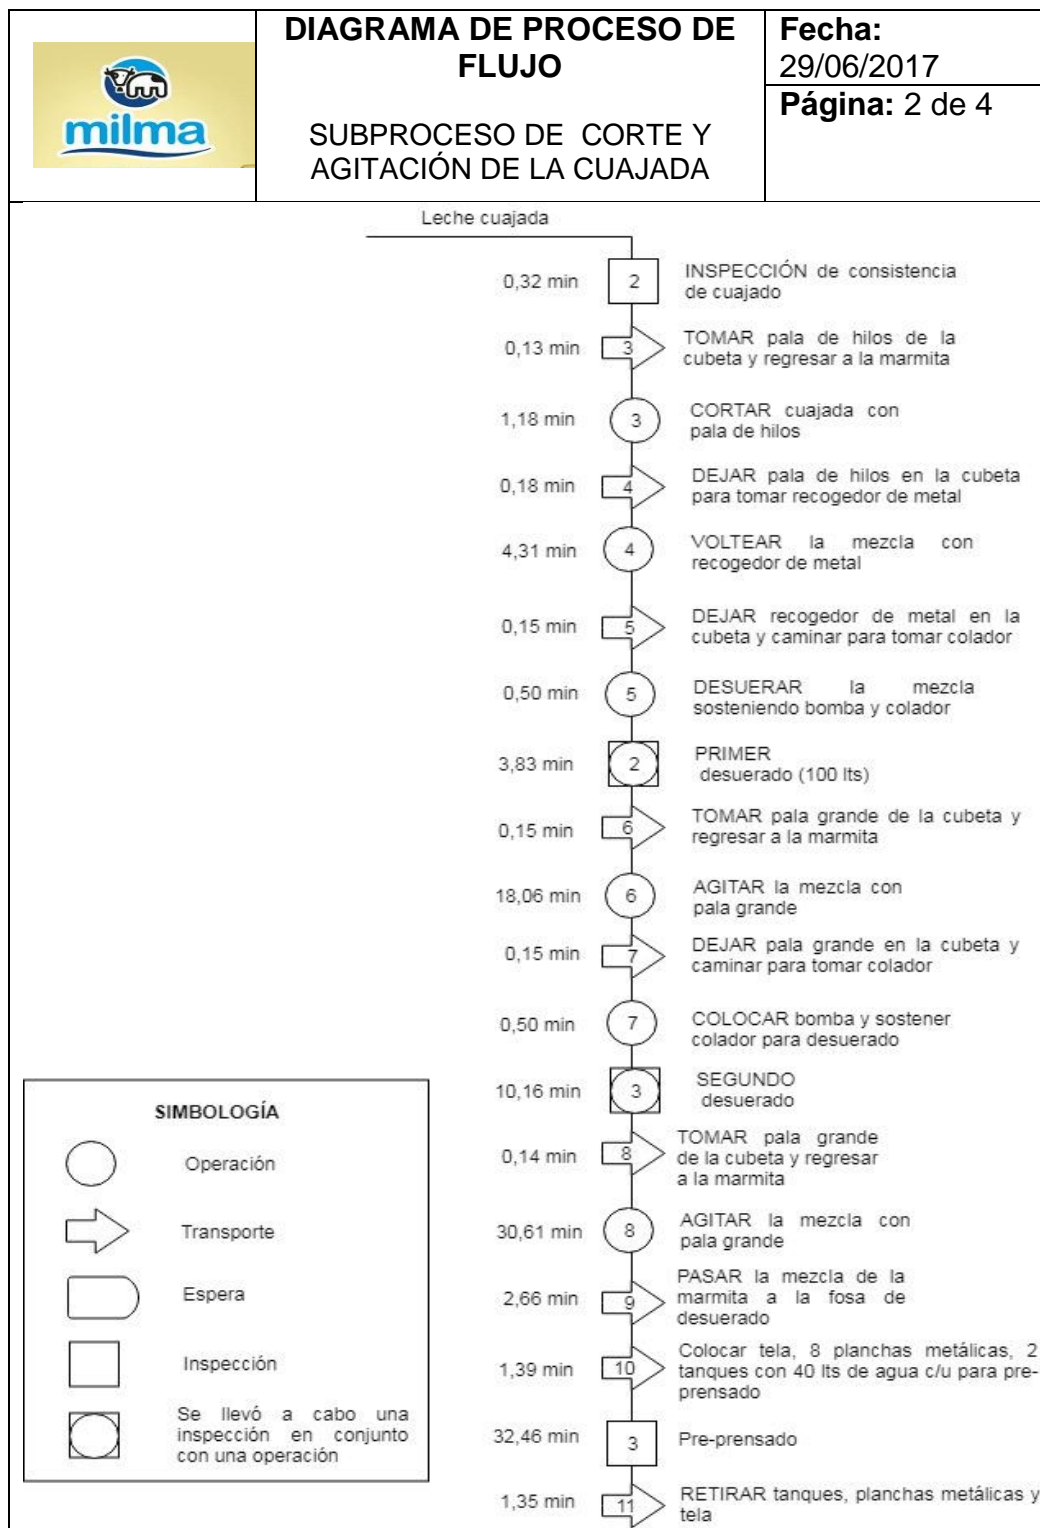 milma
DIAGRAMA DE PROCESO DE
FLUJO
SUBPROCESO DE CORTE Y
AGITACIÓN DE LA CUAJADA
Fecha:
29/06/2017
Página: 2 de 4
Leche cuajada
0,32 min 2 INSPECCIÓN de consistencia
de cuajado
0,13 min 3 TOMAR pala de hilos de la
cubeta y regresar a la marmita
1,18 min 3 CORTAR cuajada con
pala de hilos
0,18 min 4 DEJAR pala de hilos en la cubeta
para tomar recogedor de metal
4,31 min 4 VOLTEAR la mezcla con
recogedor de metal
0,15 min 5 DEJAR recogedor de metal en la
cubeta y caminar para tomar colador
0,50 min 5 DESUERAR la mezcla
sosteniendo bomba y colador
3,83 min 2 PRIMER
desuerado (100 lts)
0,15 min 6 TOMAR pala grande de la cubeta y
regresar a la marmita
18,06 min 6 AGITAR la mezcla con
pala grande
0,15 min 7 DEJAR pala grande en la cubeta y
caminar para tomar colador
0,50 min 7 COLOCAR bomba y sostener
colador para desuerado
10,16 min 3 SEGUNDO
desuerado
0,14 min 8 TOMAR pala grande
de la cubeta y regresar
a la marmita
30,61 min 8 AGITAR la mezcla con
pala grande
2,66 min 9 PASAR la mezcla de la
marmita a la fosa de
desuerado
1,39 min 10 Colocar tela, 8 planchas metálicas, 2
tanques con 40 lts de agua c/u para pre-
prensado
32,46 min 3 Pre-prensado
1,35 min 11 RETIRAR tanques, planchas metálicas y
tela
SIMBOLOGÍA
Operación
Transporte
Espera
Inspección
Se llevó a cabo una
inspección en conjunto
con una operación